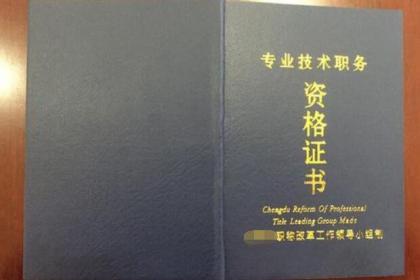 专业技术职务
资格证书
Chengdu Reform Of Professional
Title Leading Group Made
职称改革工作领导小组制